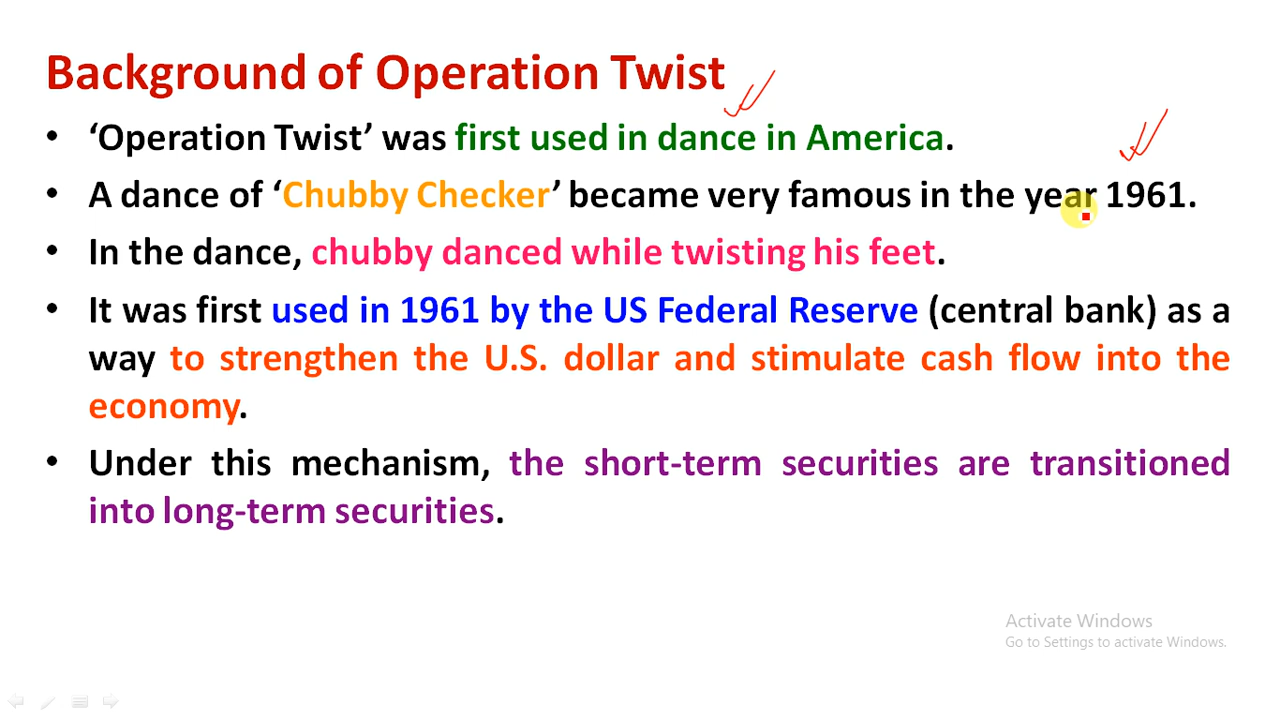 Background of Operation Twist
• ‘Operation Twist’ was first used in dance in America.
• A dance of ‘Chubby Checker’ became very famous in the year 1961.
• In the dance, chubby danced while twisting his feet.
• It was first used in 1961 by the US Federal Reserve (central bank) as a
way to strengthen the U.S. dollar and stimulate cash flow into the
economy.
• Under this mechanism, the short-term securities are transitioned
into long-term securities.
Activate Windows
Go to Settings to activate Windows.